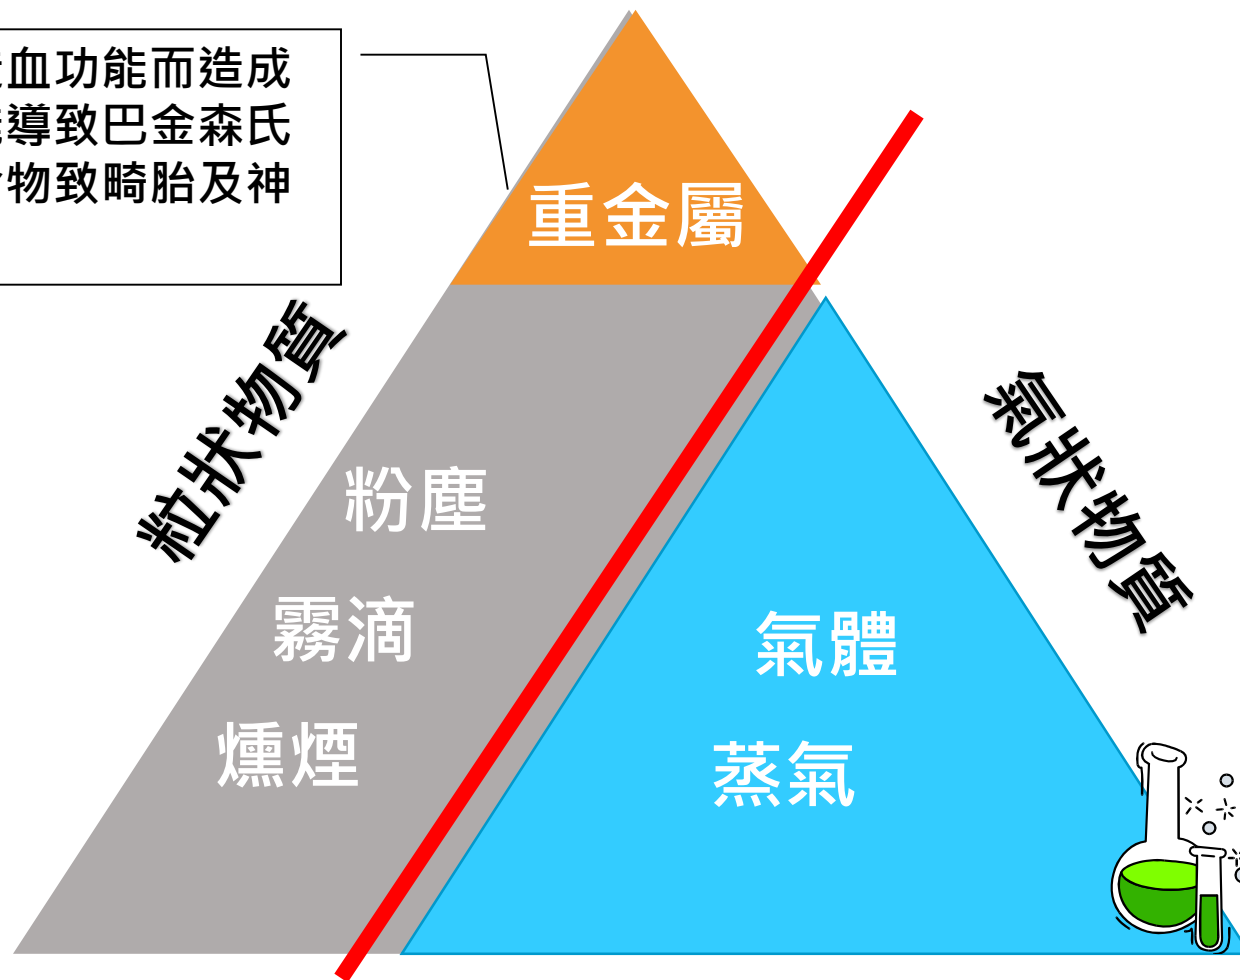 血功能而造成
導致巴金森氏
物致畸胎及神
重金屬
粒狀物質
氣狀物質
粉塵
霧滴
燻煙
氣體
蒸氣